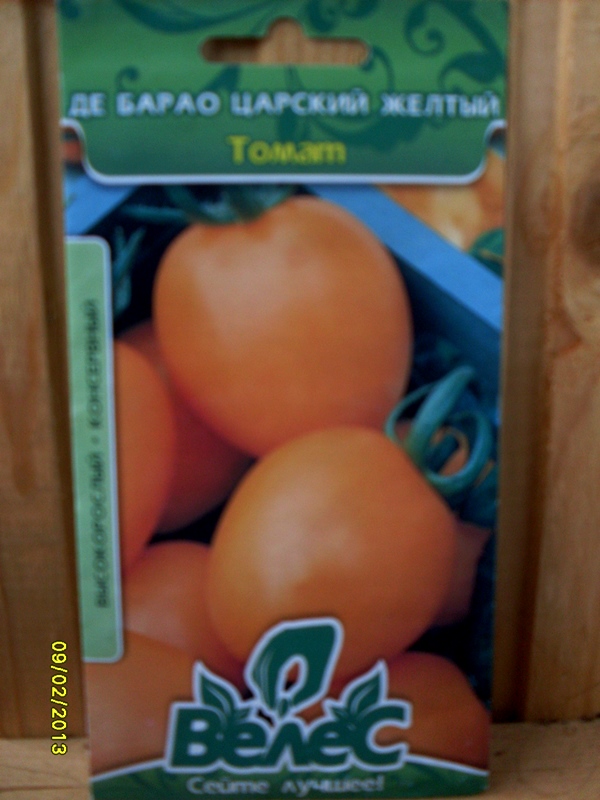 ДЕ БАРАО ЦАРСКИЙ ЖЕЛТЫЙ
Томат
ВЫСОКОРОСЛЫЙ • КОНСЕРВНЫЙ
Велес
Сейте лучшее!
09/02/2013